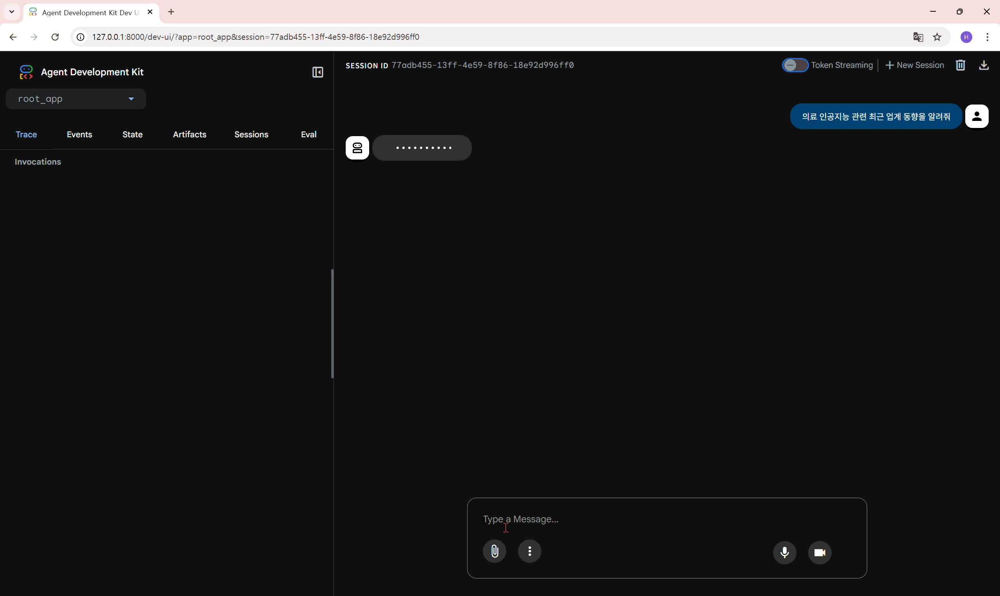 Agent Development Kit Dev U
127.0.0.1:8000/dev-ui/?app=root_app&session=77adb455-13ff-4e59-8f86-18e92d996ff0
H
Agent Development Kit
SESSION ID 77adb455-13ff-4e59-8f86-18e92d996ff0
Token Streaming
New Session
root_app
의료 인공지능 관련 최근 업계 동향을 알려줘
Trace Events State Artifacts Sessions Eval
Invocations
Type a Message...